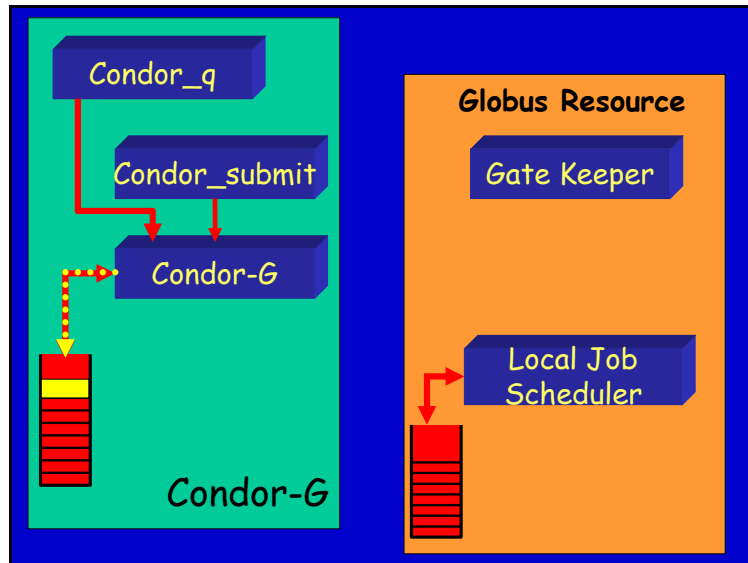 Condor_q
Condor_submit
Condor-G
Condor-G
Globus Resource
Gate Keeper
Local Job
Scheduler